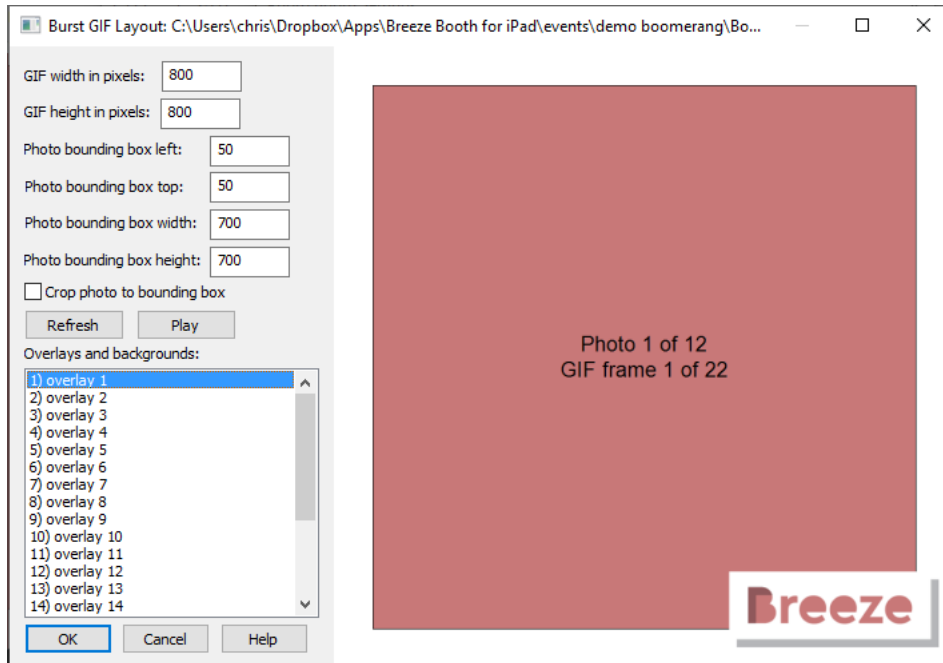 Burst GIF Layout: C:\Users\chris\Dropbox\Apps\Breeze Booth for iPad\events\demo boomerang\Bo...
GIF width in pixels: 800
GIF height in pixels: 800
Photo bounding box left: 50
Photo bounding box top: 50
Photo bounding box width: 700
Photo bounding box height: 700
Crop photo to bounding box
Refresh Play
Overlays and backgrounds:
1) overlay 1
2) overlay 2
3) overlay 3
4) overlay 4
5) overlay 5
6) overlay 6
7) overlay 7
8) overlay 8
9) overlay 9
10) overlay 10
11) overlay 11
12) overlay 12
13) overlay 13
14) overlay 14
OK Cancel Help
Photo 1 of 12
GIF frame 1 of 22
Breeze